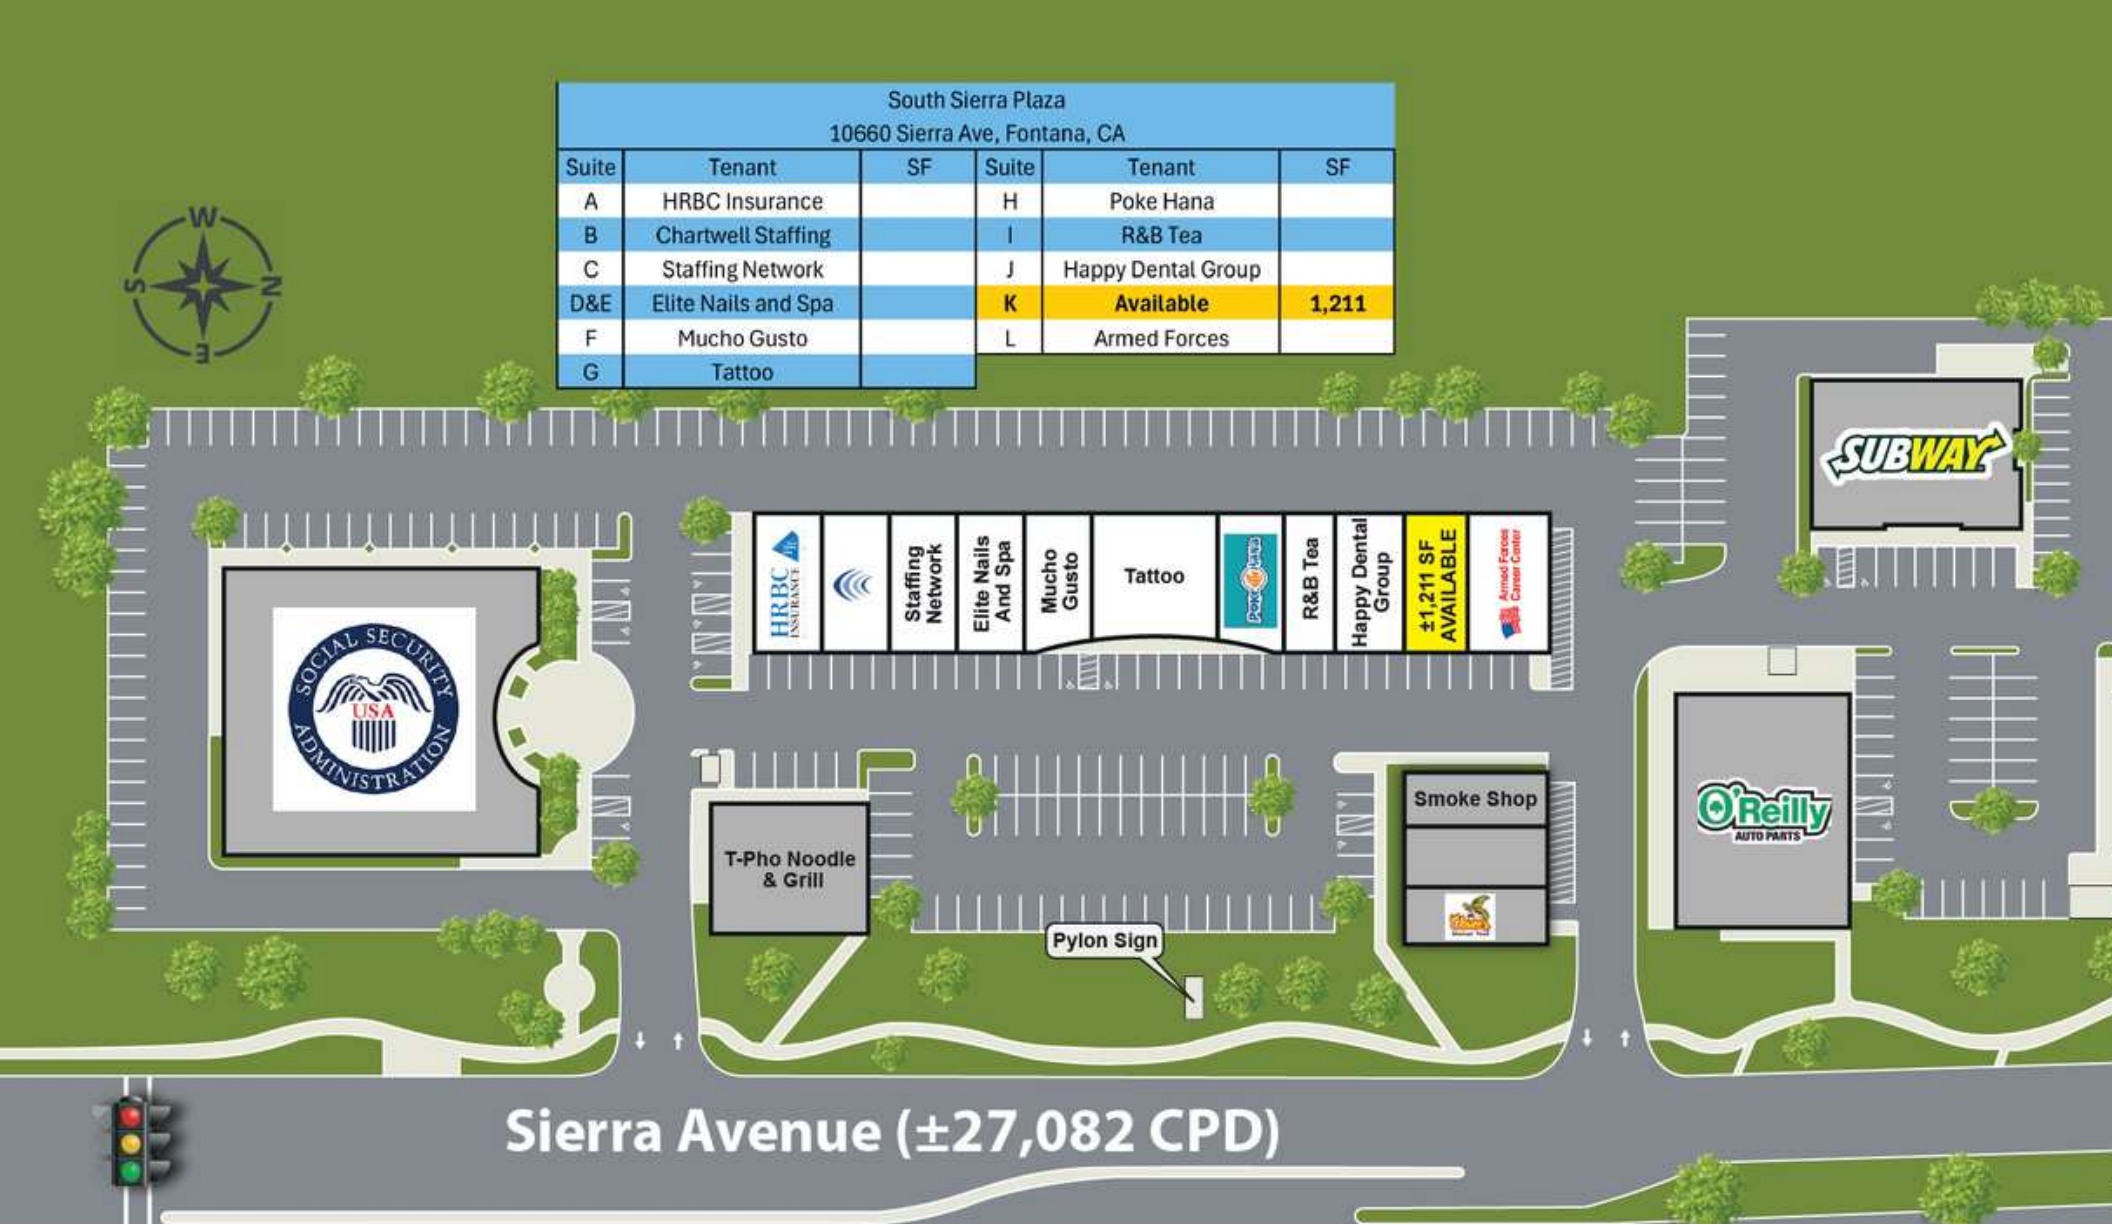 South Sierra Plaza
10660 Sierra Ave, Fontana, CA
Suite Tenant SF Suite Tenant SF
A HRBC Insurance H Poke Hana
B Chartwell Staffing I R&B Tea
C Staffing Network J Happy Dental Group
D&E Elite Nails and Spa K Available 1,211
F Mucho Gusto L Armed Forces
G Tattoo
W
S
N
E
SUBWAY
HRBC
INSURANCE
Staffing
Network
Elite Nails
And Spa
Mucho
Gusto
Tattoo
POKE HANA
R&B Tea
Happy Dental
Group
±1,211 SF
AVAILABLE
Armed Forces
Career Center
SOCIAL SECURITY
USA
ADMINISTRATION
T-Pho Noodle
& Grill
Smoke Shop
O'Reilly
AUTO PARTS
Pylon Sign
Sierra Avenue (±27,082 CPD)